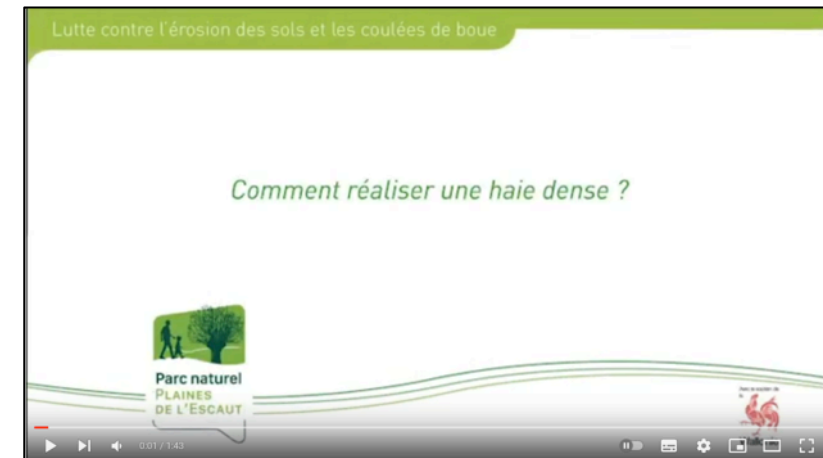 Lutte contre l'érosion des sols et les coulées de boue
Comment réaliser une haie dense ?
Parc naturel
PLAINES
DE L'ESCAUT
0:01 / 1:43